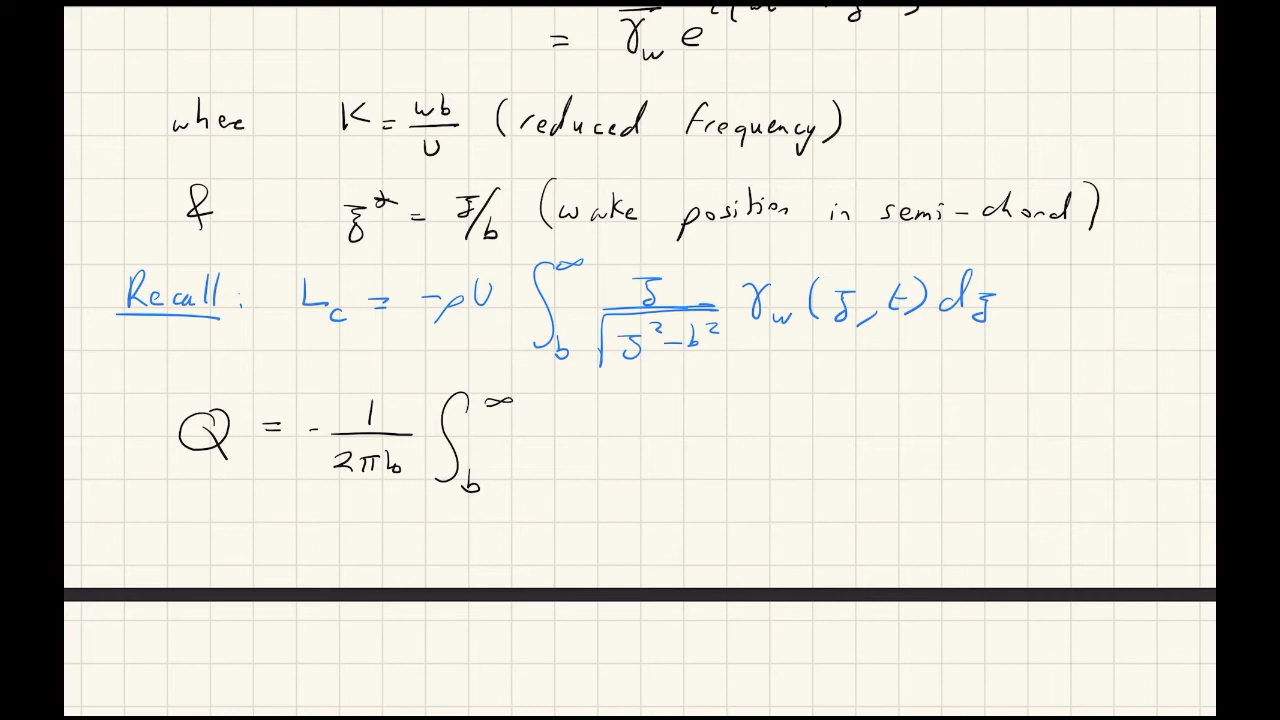 = γ̅_w e
where K = ωb/U (reduced frequency)
& ξ* = ξ/b (wake position in semi-chord)
Recall: L_c = -ρU ∫_b^∞ ξ/√(ξ²-b²) γ_w(ξ,t)dξ
Q = - 1/2πb ∫_b^∞